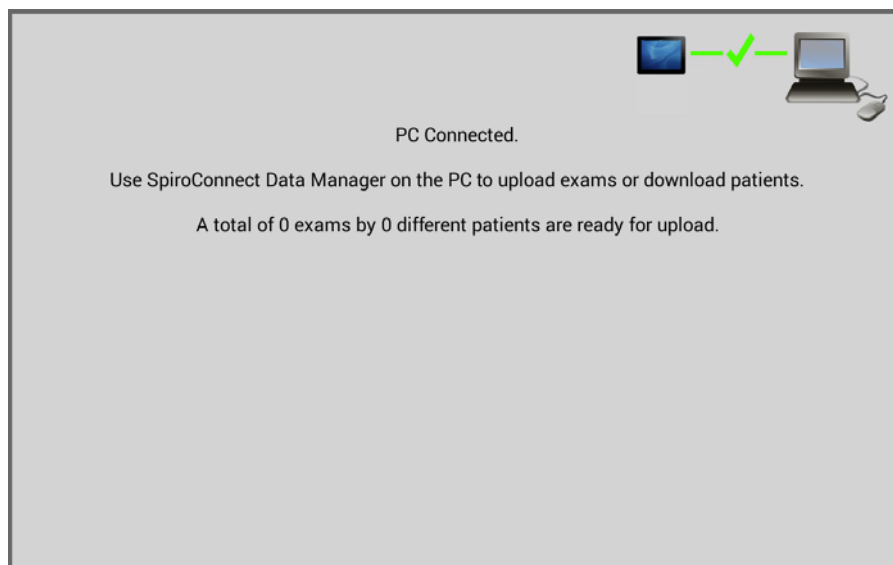 PC Connected.
Use SpiroConnect Data Manager on the PC to upload exams or download patients.
A total of 0 exams by 0 different patients are ready for upload.